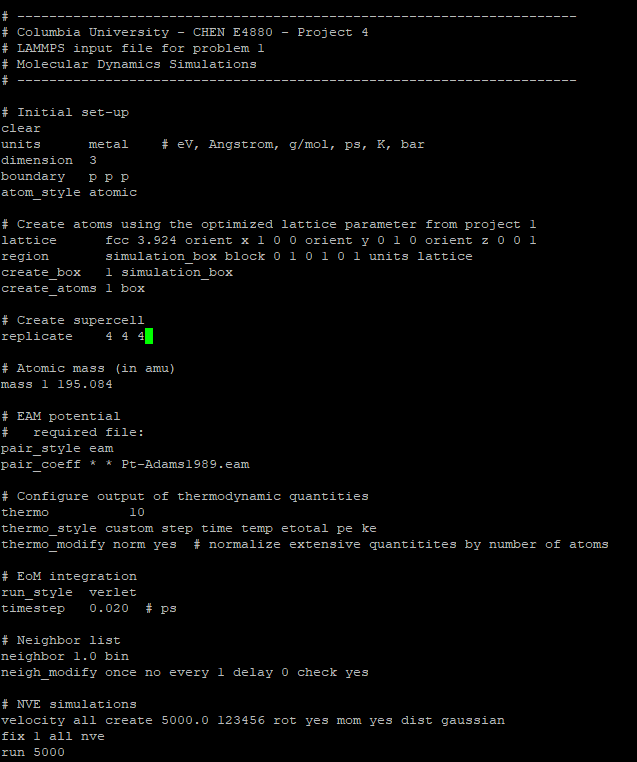 # ----------------------------------------------------------------------
# Columbia University - CHEN E4880 - Project 4
# LAMMPS input file for problem 1
# Molecular Dynamics Simulations
# ----------------------------------------------------------------------
# Initial set-up
clear
units      metal    # eV, Angstrom, g/mol, ps, K, bar
dimension  3
boundary   p p p
atom_style atomic
# Create atoms using the optimized lattice parameter from project 1
lattice      fcc 3.924 orient x 1 0 0 orient y 0 1 0 orient z 0 0 1
region       simulation_box block 0 1 0 1 0 1 units lattice
create_box   1 simulation_box
create_atoms 1 box
# Create supercell
replicate    4 4 4
# Atomic mass (in amu)
mass 1 195.084
# EAM potential
#   required file:
pair_style eam
pair_coeff * * Pt-Adams1989.eam
# Configure output of thermodynamic quantities
thermo          10
thermo_style custom step time temp etotal pe ke
thermo_modify norm yes  # normalize extensive quantitites by number of atoms
# EoM integration
run_style  verlet
timestep   0.020  # ps
# Neighbor list
neighbor 1.0 bin
neigh_modify once no every 1 delay 0 check yes
# NVE simulations
velocity all create 5000.0 123456 rot yes mom yes dist gaussian
fix 1 all nve
run 5000